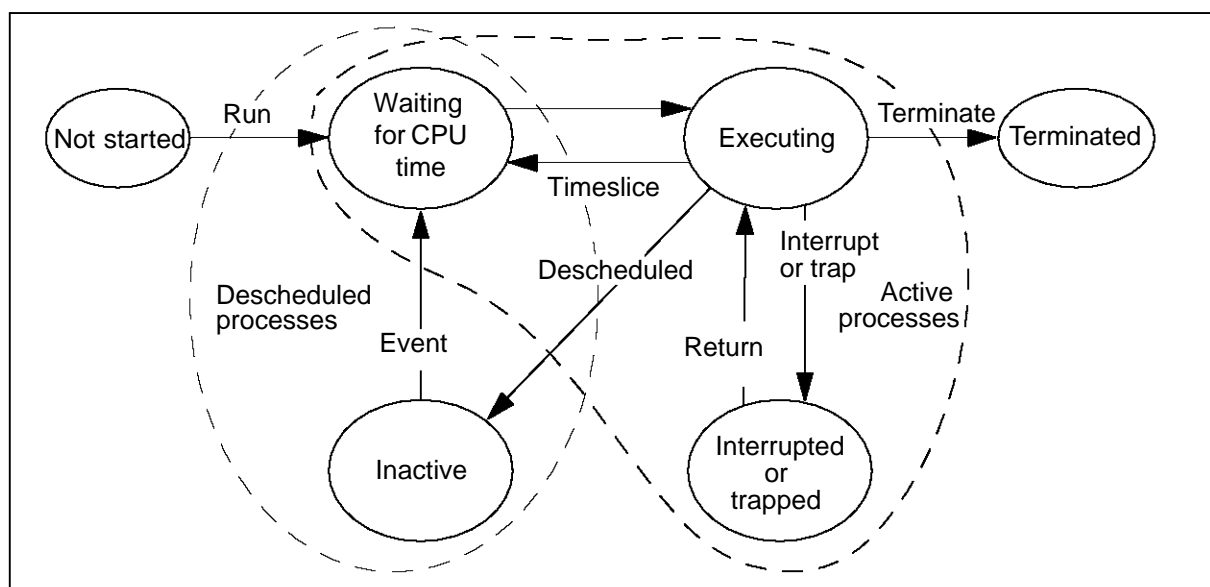 Not started
Run
Waiting
for CPU
time
Executing
Terminate
Terminated
Timeslice
Interrupt
or trap
Descheduled
Descheduled
processes
Active
processes
Event
Return
Inactive
Interrupted
or
trapped